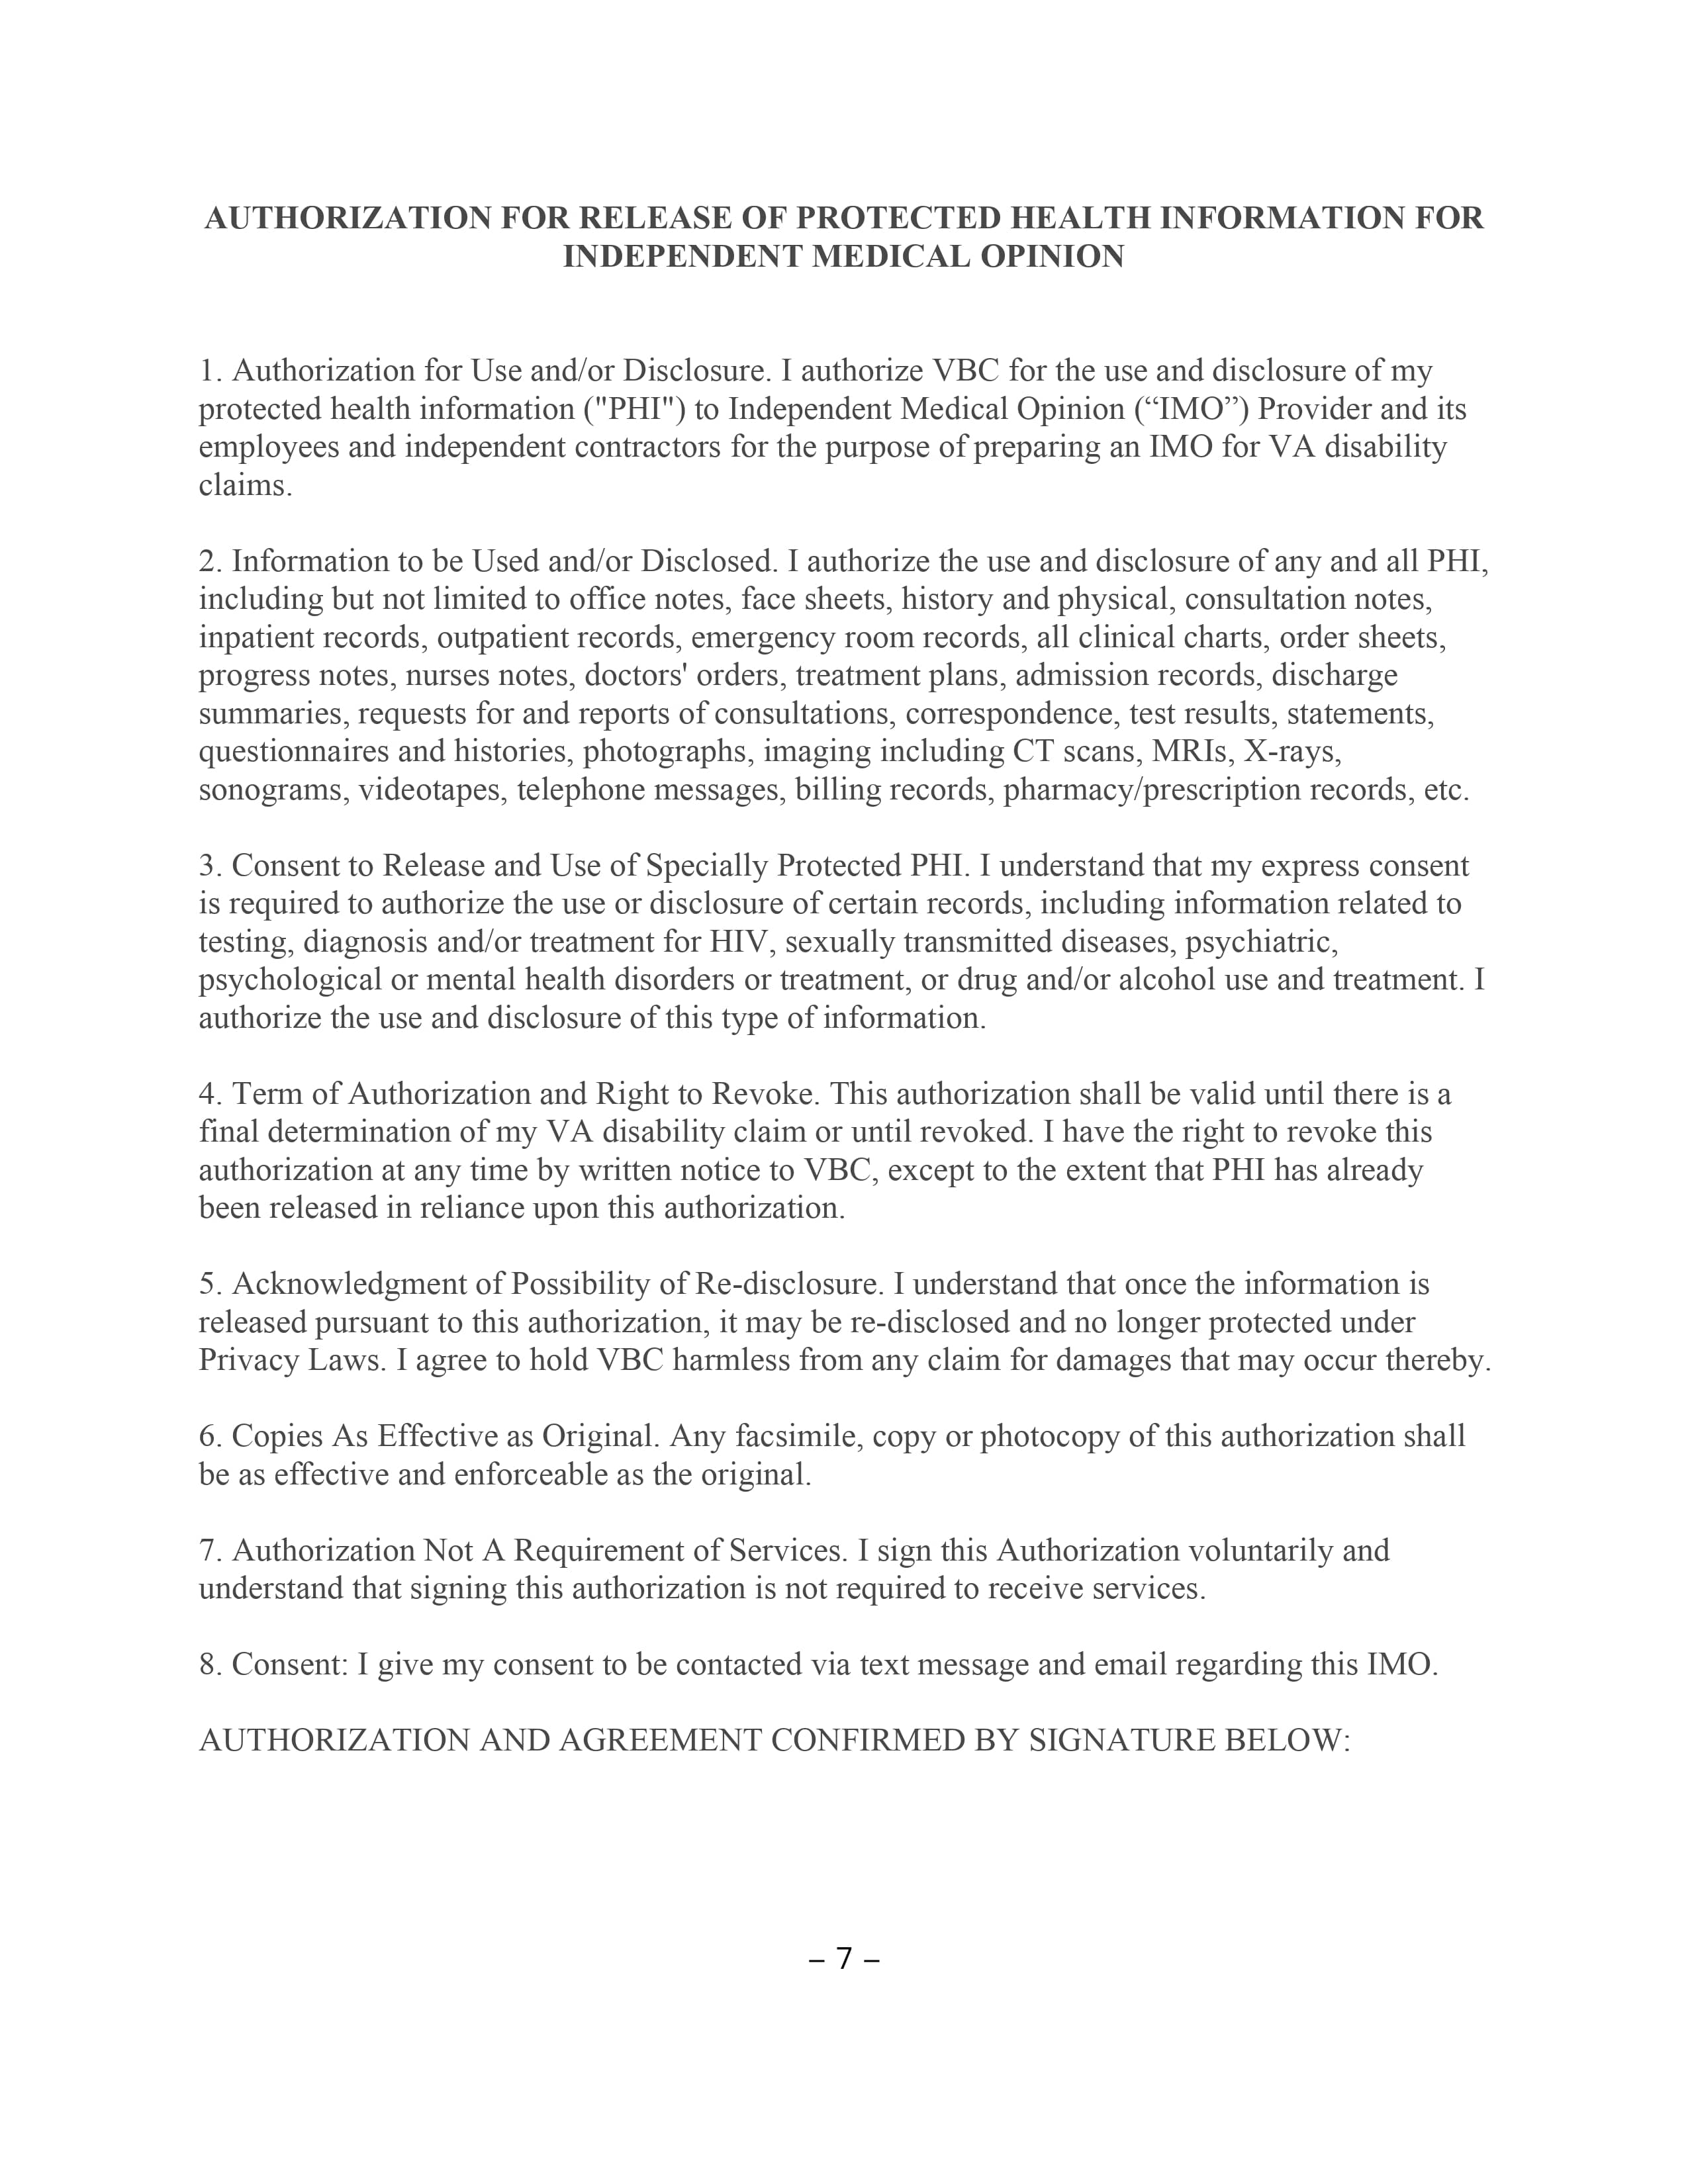 AUTHORIZATION FOR RELEASE OF PROTECTED HEALTH INFORMATION FOR
INDEPENDENT MEDICAL OPINION
1. Authorization for Use and/or Disclosure. I authorize VBC for the use and disclosure of my
protected health information ("PHI") to Independent Medical Opinion (“IMO”) Provider and its
employees and independent contractors for the purpose of preparing an IMO for VA disability
claims.
2. Information to be Used and/or Disclosed. I authorize the use and disclosure of any and all PHI,
including but not limited to office notes, face sheets, history and physical, consultation notes,
inpatient records, outpatient records, emergency room records, all clinical charts, order sheets,
progress notes, nurses notes, doctors' orders, treatment plans, admission records, discharge
summaries, requests for and reports of consultations, correspondence, test results, statements,
questionnaires and histories, photographs, imaging including CT scans, MRIs, X-rays,
sonograms, videotapes, telephone messages, billing records, pharmacy/prescription records, etc.
3. Consent to Release and Use of Specially Protected PHI. I understand that my express consent
is required to authorize the use or disclosure of certain records, including information related to
testing, diagnosis and/or treatment for HIV, sexually transmitted diseases, psychiatric,
psychological or mental health disorders or treatment, or drug and/or alcohol use and treatment. I
authorize the use and disclosure of this type of information.
4. Term of Authorization and Right to Revoke. This authorization shall be valid until there is a
final determination of my VA disability claim or until revoked. I have the right to revoke this
authorization at any time by written notice to VBC, except to the extent that PHI has already
been released in reliance upon this authorization.
5. Acknowledgment of Possibility of Re-disclosure. I understand that once the information is
released pursuant to this authorization, it may be re-disclosed and no longer protected under
Privacy Laws. I agree to hold VBC harmless from any claim for damages that may occur thereby.
6. Copies As Effective as Original. Any facsimile, copy or photocopy of this authorization shall
be as effective and enforceable as the original.
7. Authorization Not A Requirement of Services. I sign this Authorization voluntarily and
understand that signing this authorization is not required to receive services.
8. Consent: I give my consent to be contacted via text message and email regarding this IMO.
AUTHORIZATION AND AGREEMENT CONFIRMED BY SIGNATURE BELOW:
– 7 –